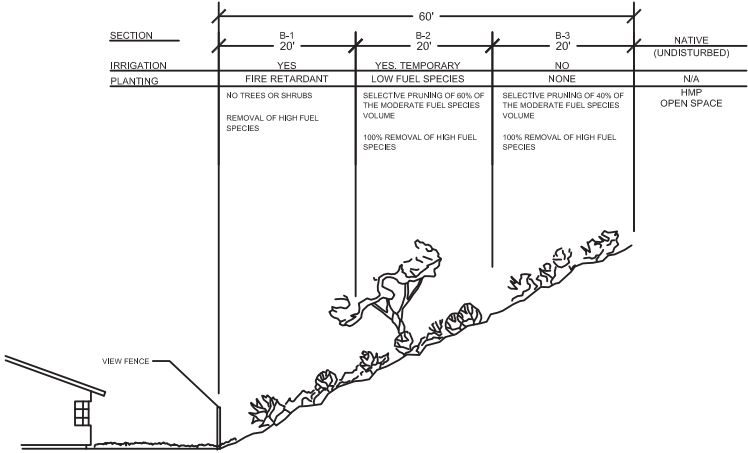 60'
SECTION B-1 B-2 B-3 NATIVE
20' 20' 20' (UNDISTURBED)
IRRIGATION YES YES. TEMPORARY NO
PLANTING FIRE RETARDANT LOW FUEL SPECIES NONE N/A
NO TREES OR SHRUBS
REMOVAL OF HIGH FUEL
SPECIES
SELECTIVE PRUNING OF 60% OF
THE MODERATE FUEL SPECIES
VOLUME
100% REMOVAL OF HIGH FUEL
SPECIES
SELECTIVE PRUNING OF 40% OF
THE MODERATE FUEL SPECIES
VOLUME
100% REMOVAL OF HIGH FUEL
SPECIES
HMP
OPEN SPACE
VIEW FENCE